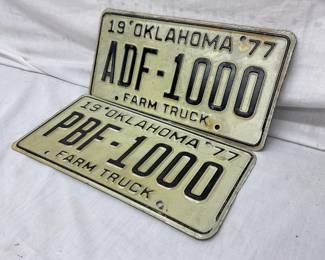 19 OKLAHOMA 77
ADF-1000
FARM TRUCK
19 OKLAHOMA 77
PBF-1000
FARM TRUCK